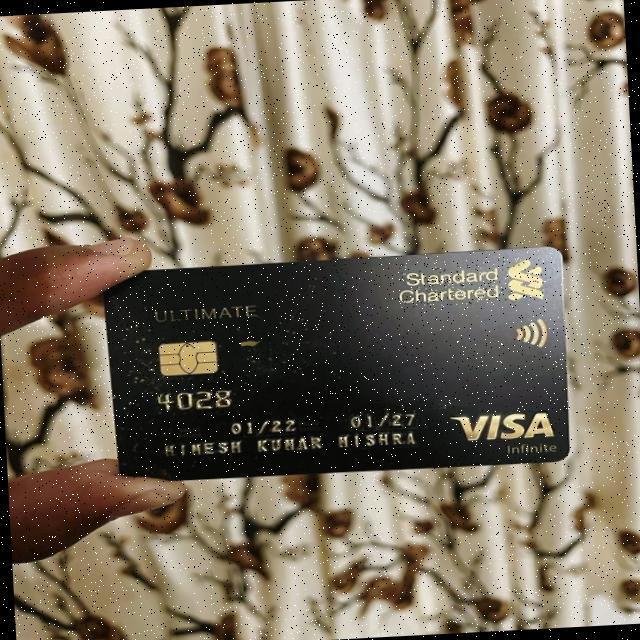 Standard
Chartered
ULTIMATE
4028
01/22 01/27
HIMESH KUMAR MISHRA
VISA
Infinite